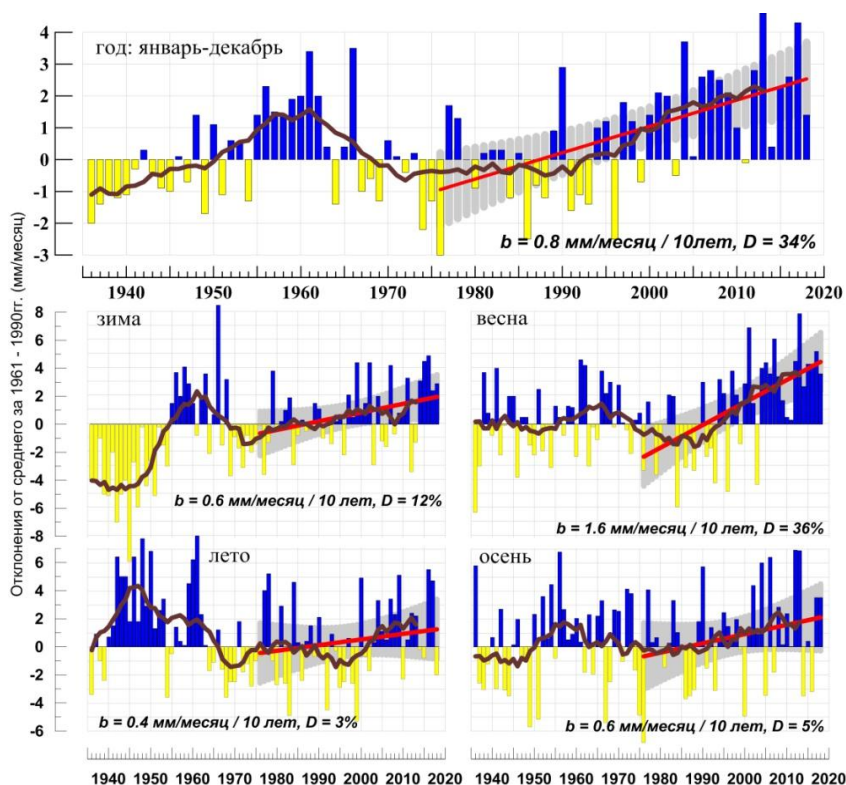 Отклонения от среднего за 1961 - 1990гг. (мм/месяц)
год: январь-декабрь
4
3
2
1
0
-1
-2
-3
b = 0.8 мм/месяц / 10лет, D = 34%
1940 1950 1960 1970 1980 1990 2000 2010 2020
8
6
4
2
0
-2
-4
-6
-8
зима
b = 0.6 мм/месяц / 10 лет, D = 12%
весна
b = 1.6 мм/месяц / 10 лет, D = 36%
6
4
2
0
-2
-4
-6
лето
b = 0.4 мм/месяц / 10 лет, D = 3%
осень
b = 0.6 мм/месяц / 10 лет, D = 5%
1940 1950 1960 1970 1980 1990 2000 2010 2020
1940 1950 1960 1970 1980 1990 2000 2010 2020